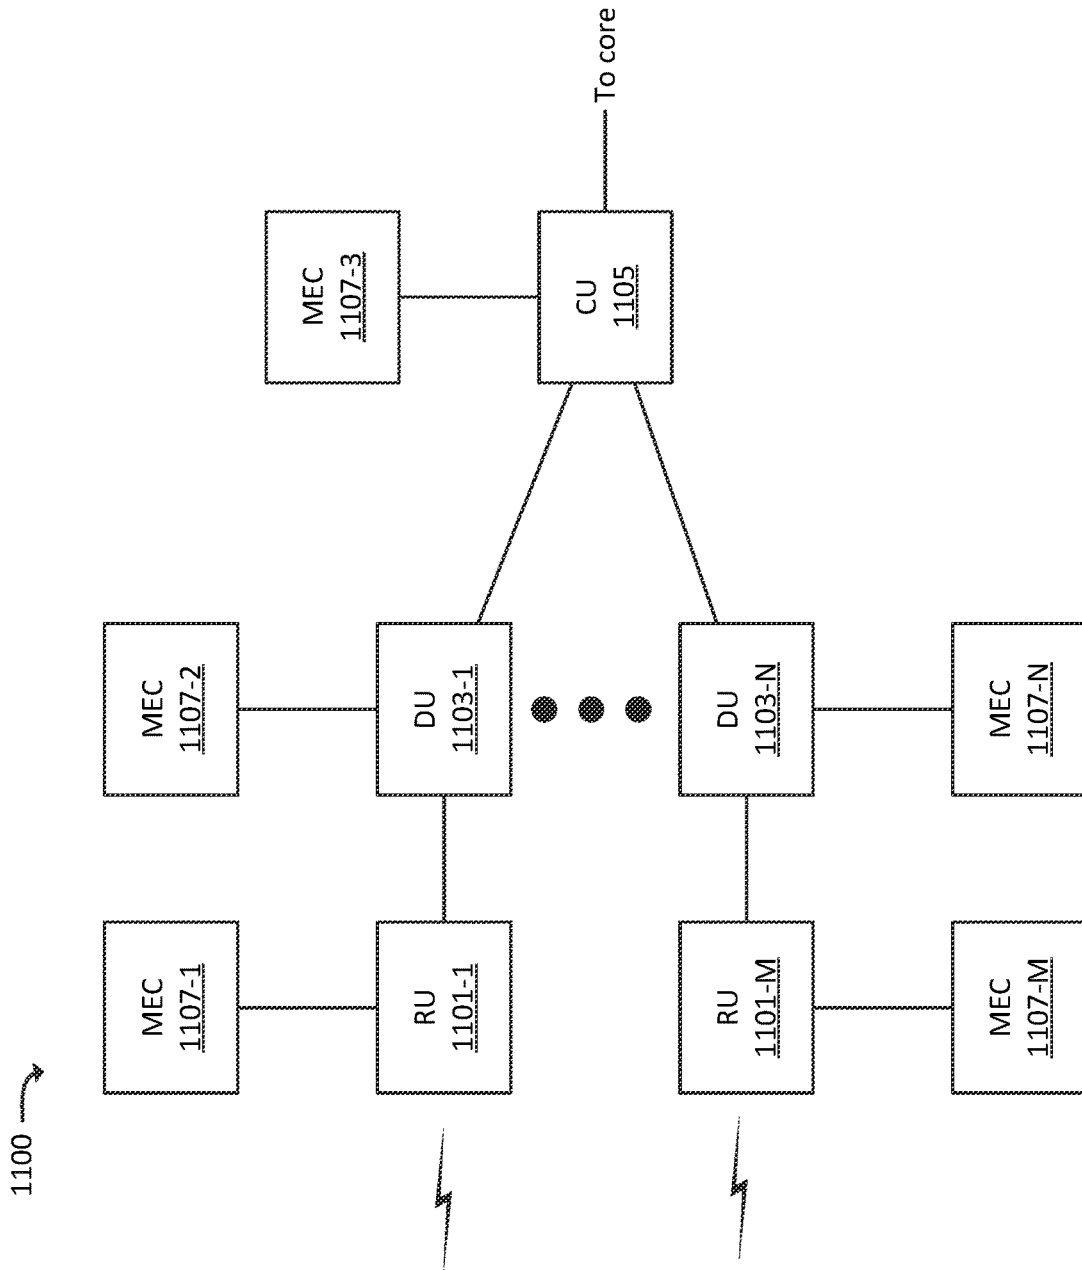 1100
MEC
1107-1
MEC
1107-2
MEC
1107-3
RU
1101-1
DU
1103-1
CU
1105
To core
RU
1101-M
DU
1103-N
MEC
1107-M
MEC
1107-N